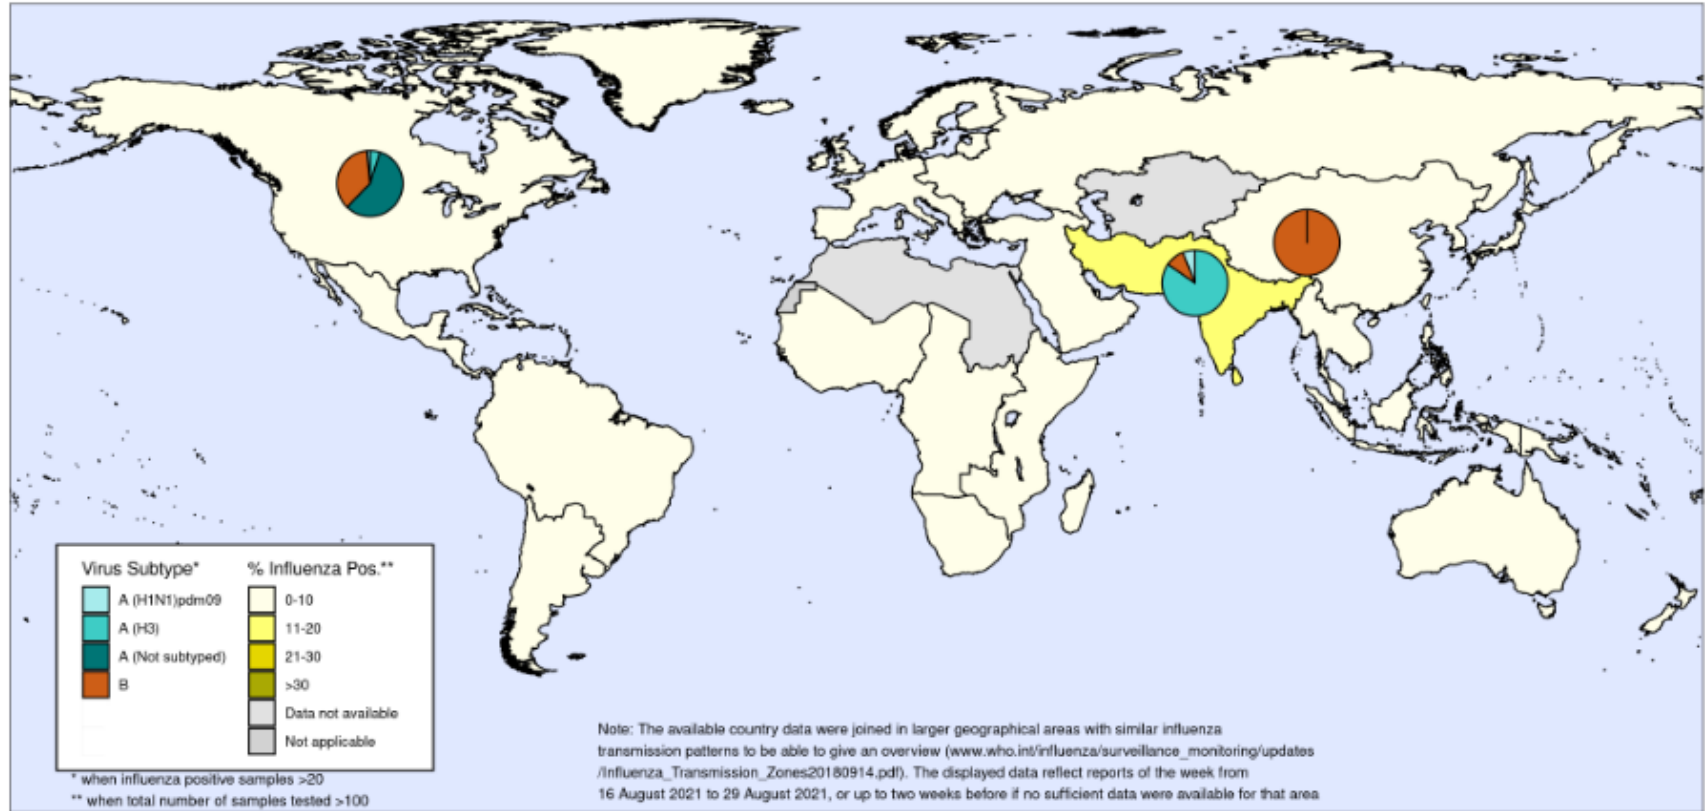 Virus Subtype*
A (H1N1)pdm09
A (H3)
A (Not subtyped)
B
% Influenza Pos.**
0-10
11-20
21-30
>30
Data not available
Not applicable
* when influenza positive samples >20
** when total number of samples tested >100
Note: The available country data were joined in larger geographical areas with similar influenza
transmission patterns to be able to give an overview (www.who.int/influenza/surveillance_monitoring/updates
/Influenza_Transmission_Zones20180914.pdf). The displayed data reflect reports of the week from
16 August 2021 to 29 August 2021, or up to two weeks before if no sufficient data were available for that area